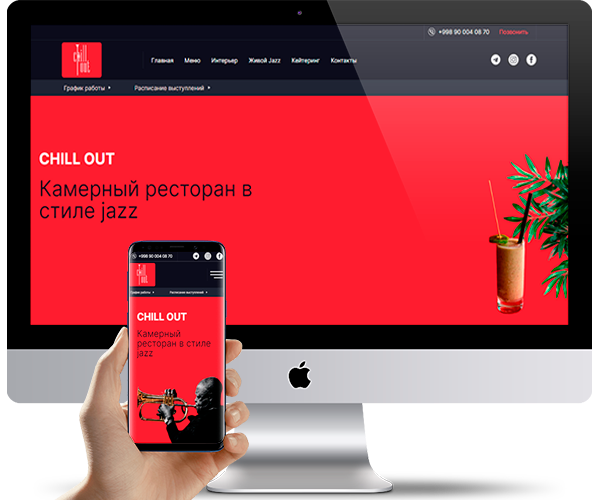 +998 90 004 08 70 Позвонить
Chill out
Главная Меню Интерьер Живой Jazz Кейтеринг Контакты
График работы Расписание выступлений
CHILL OUT
Камерный ресторан в
стиле jazz
+998 90 004 08 70
Chill out
График работы Расписание выступлений
CHILL OUT
Камерный
ресторан в стиле
jazz